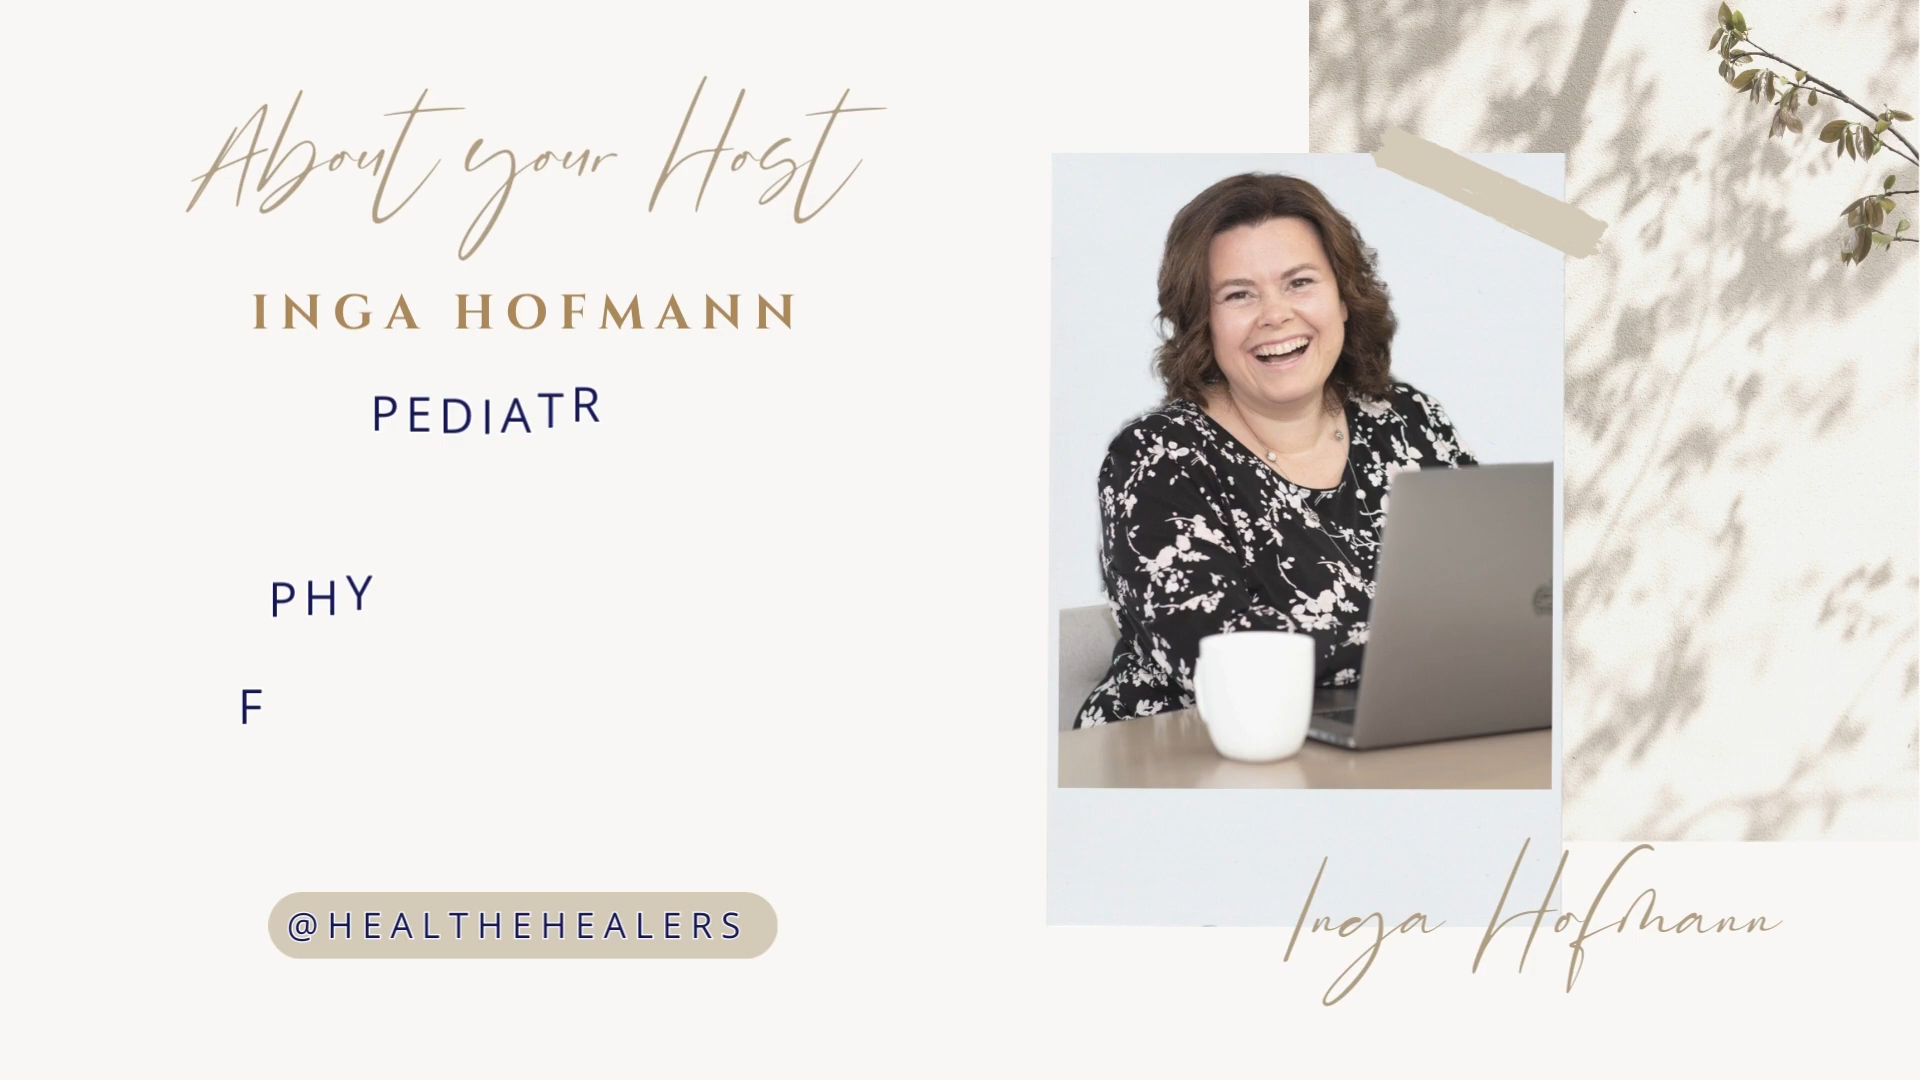 About your Host
INGA HOFMANN
PEDIATR
PHY
F
@HEALTHEHEALERS
Inga Hofmann